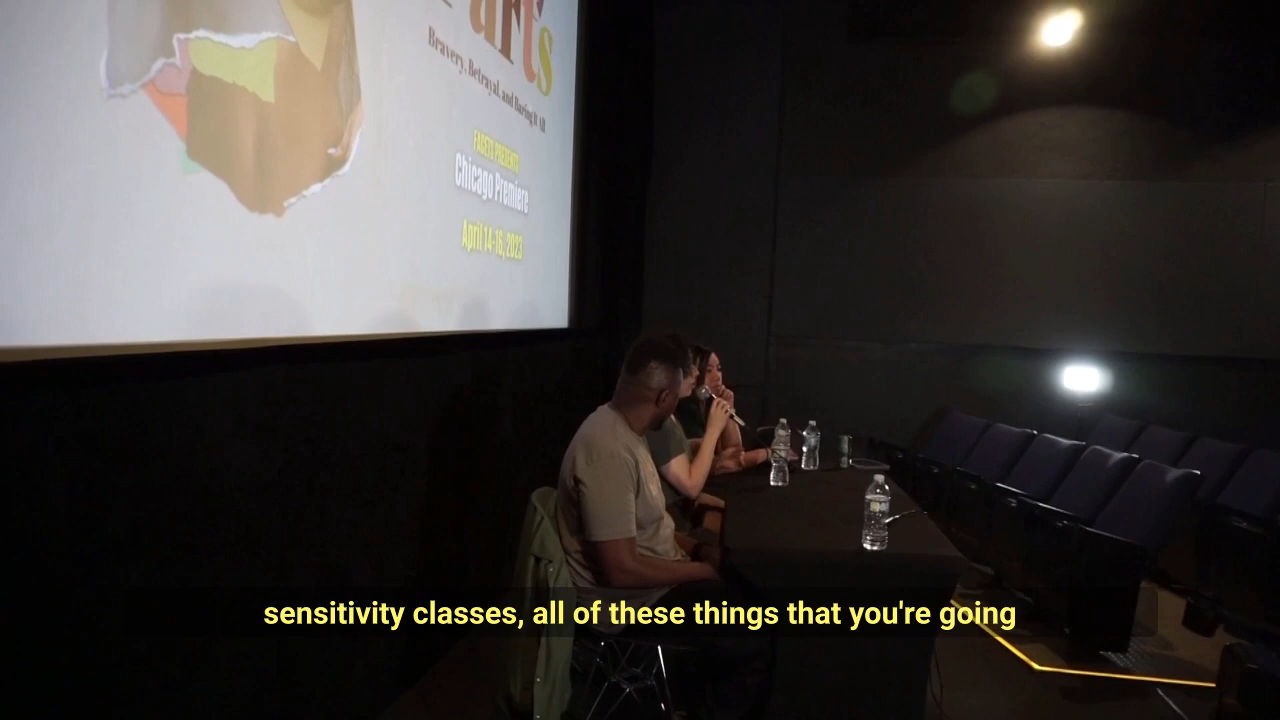 arts
Bravery, Betrayal, and Baring It All
FACETS PRESENTS
Chicago Premiere
April 14-16, 2023
sensitivity classes, all of these things that you're going